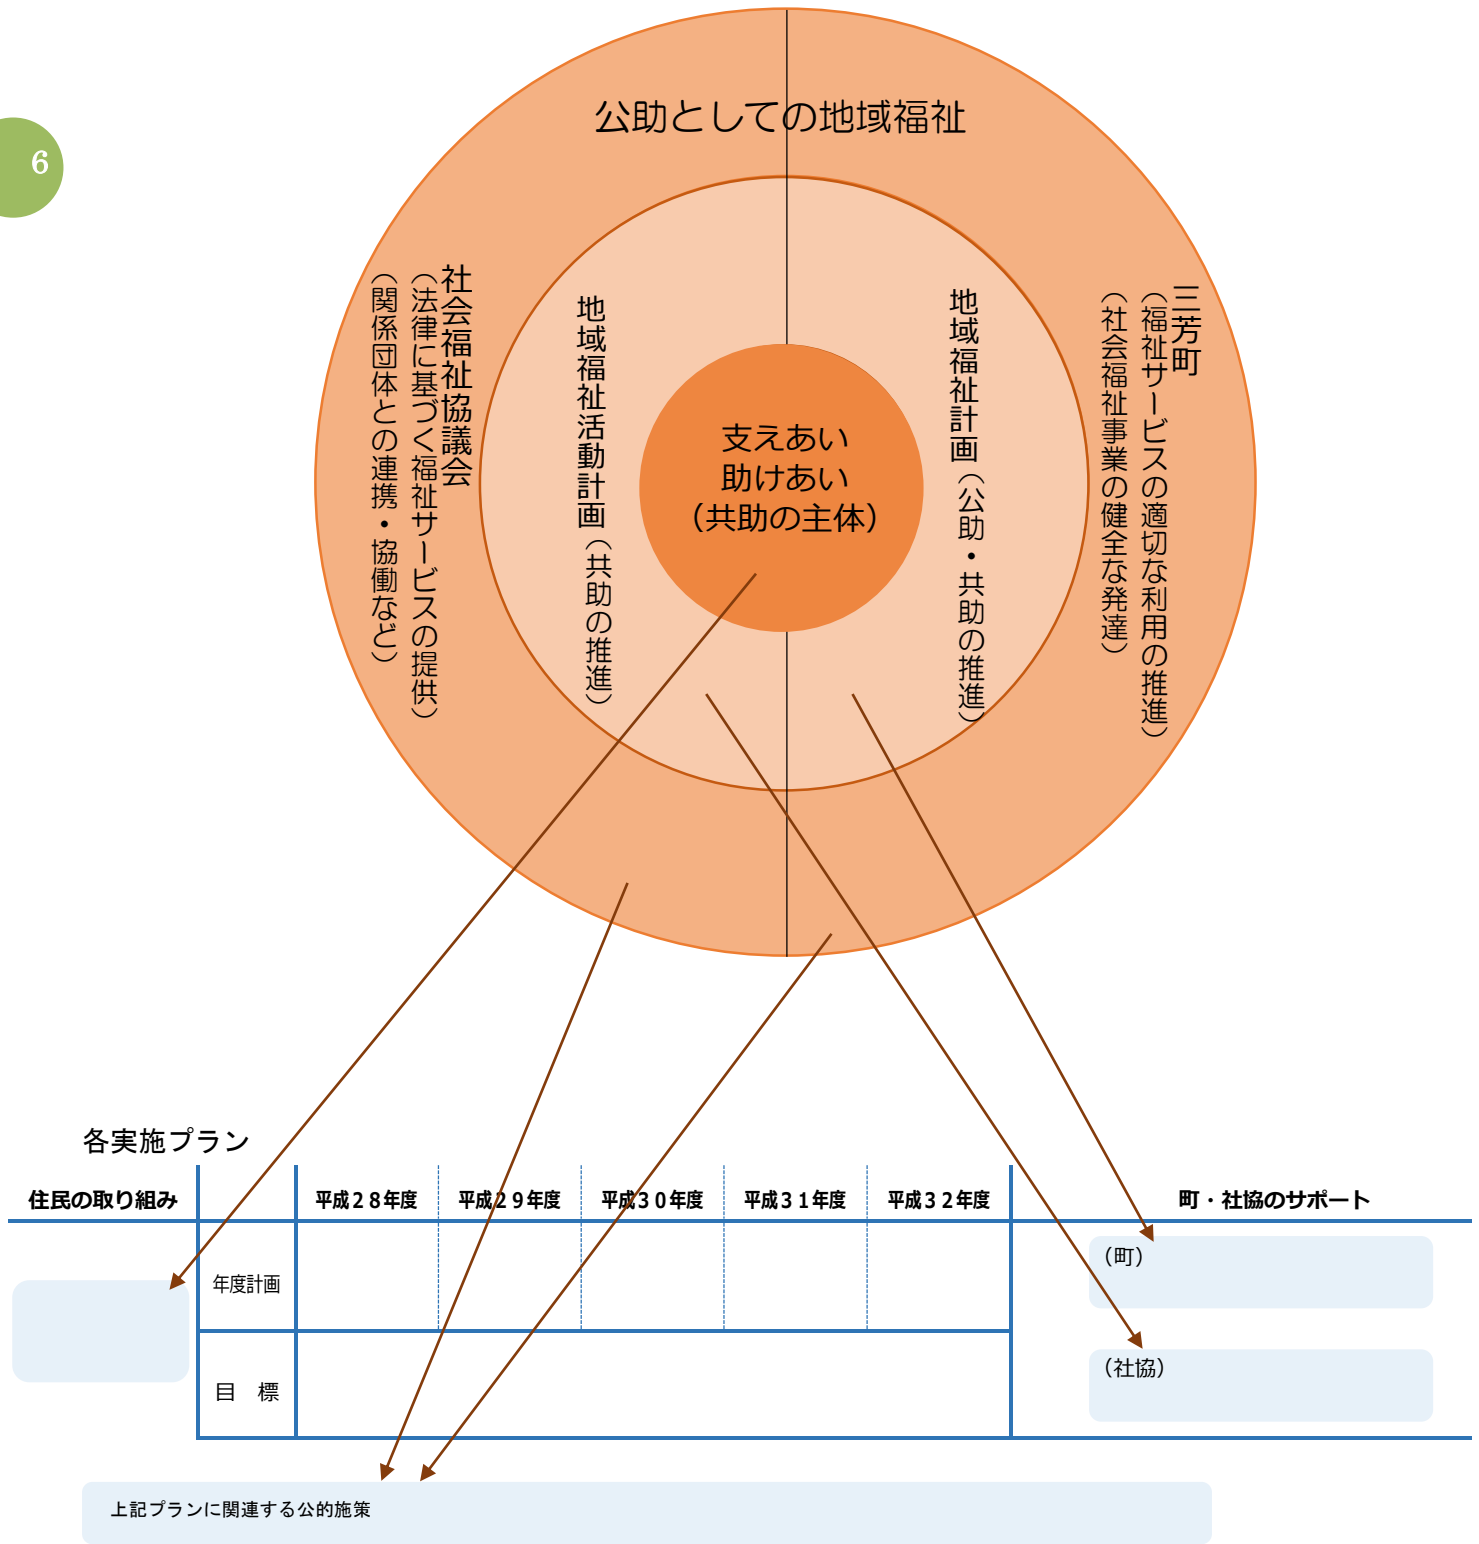 6
公助としての地域福祉
三芳町
（福祉サービスの適切な利用の推進）
（社会福祉事業の健全な発達）
地域福祉計画（公助・共助の推進）
支えあい
助けあい
（共助の主体）
地域福祉活動計画（共助の推進）
社会福祉協議会
（法律に基づく福祉サービスの提供）
（関係団体との連携・協働など）
各実施プラン
住民の取り組み 平成２８年度 平成２９年度 平成３０年度 平成３１年度 平成３２年度 町・社協のサポート
（町）
年度計画
（社協）
目　標
上記プランに関連する公的施策